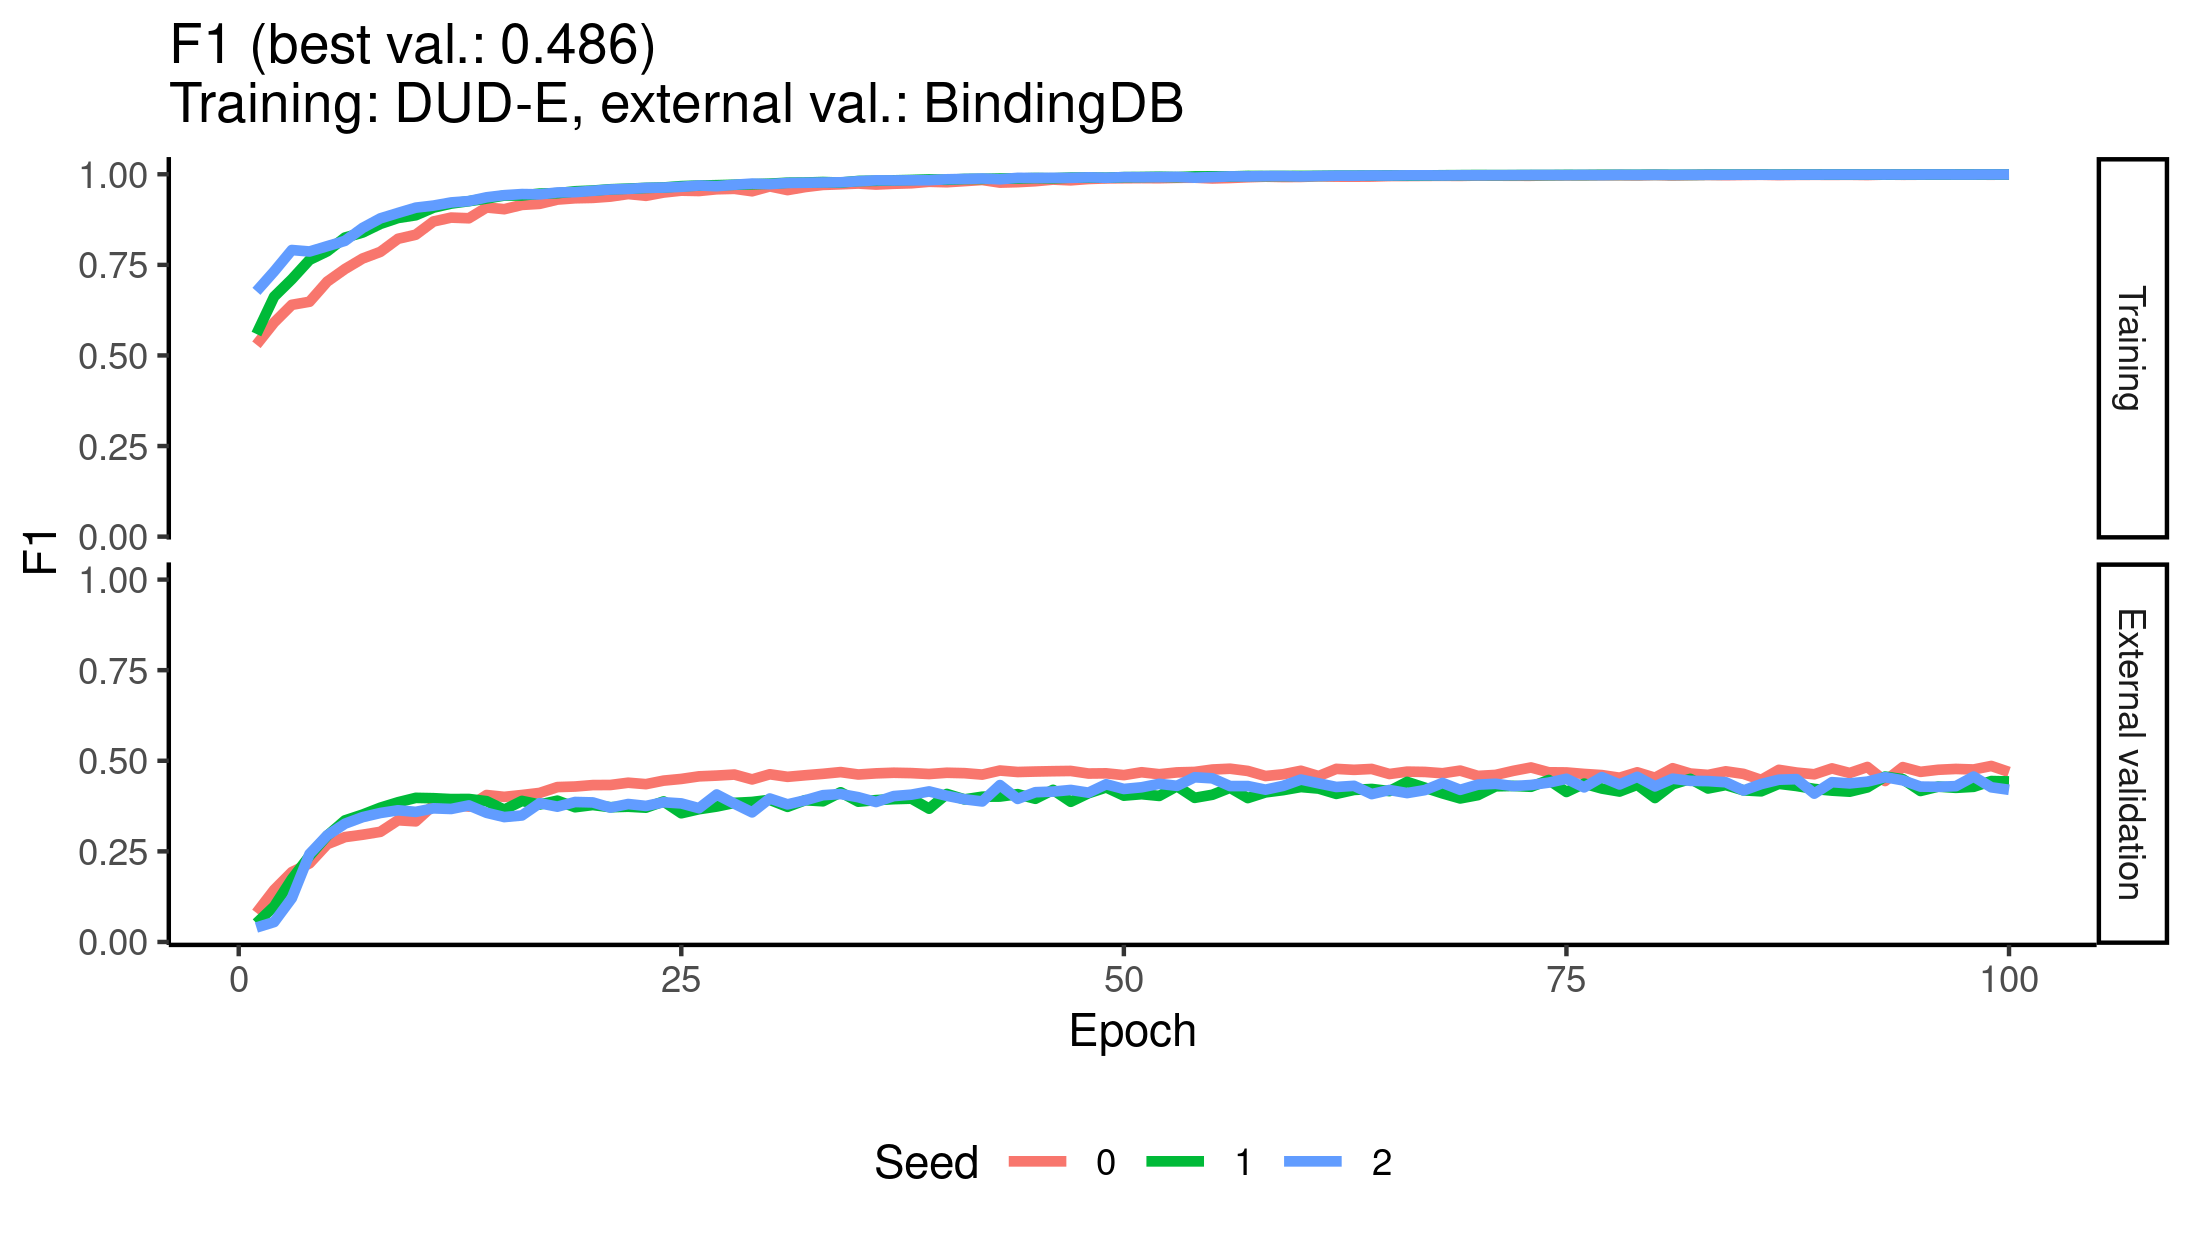 F1 (best val.: 0.486)
Training: DUD-E, external val.: BindingDB
F1
1.00
0.75
0.50
0.25
0.00
Training
1.00
0.75
0.50
0.25
0.00
External validation
0 25 50 75 100
Epoch
Seed 0 1 2